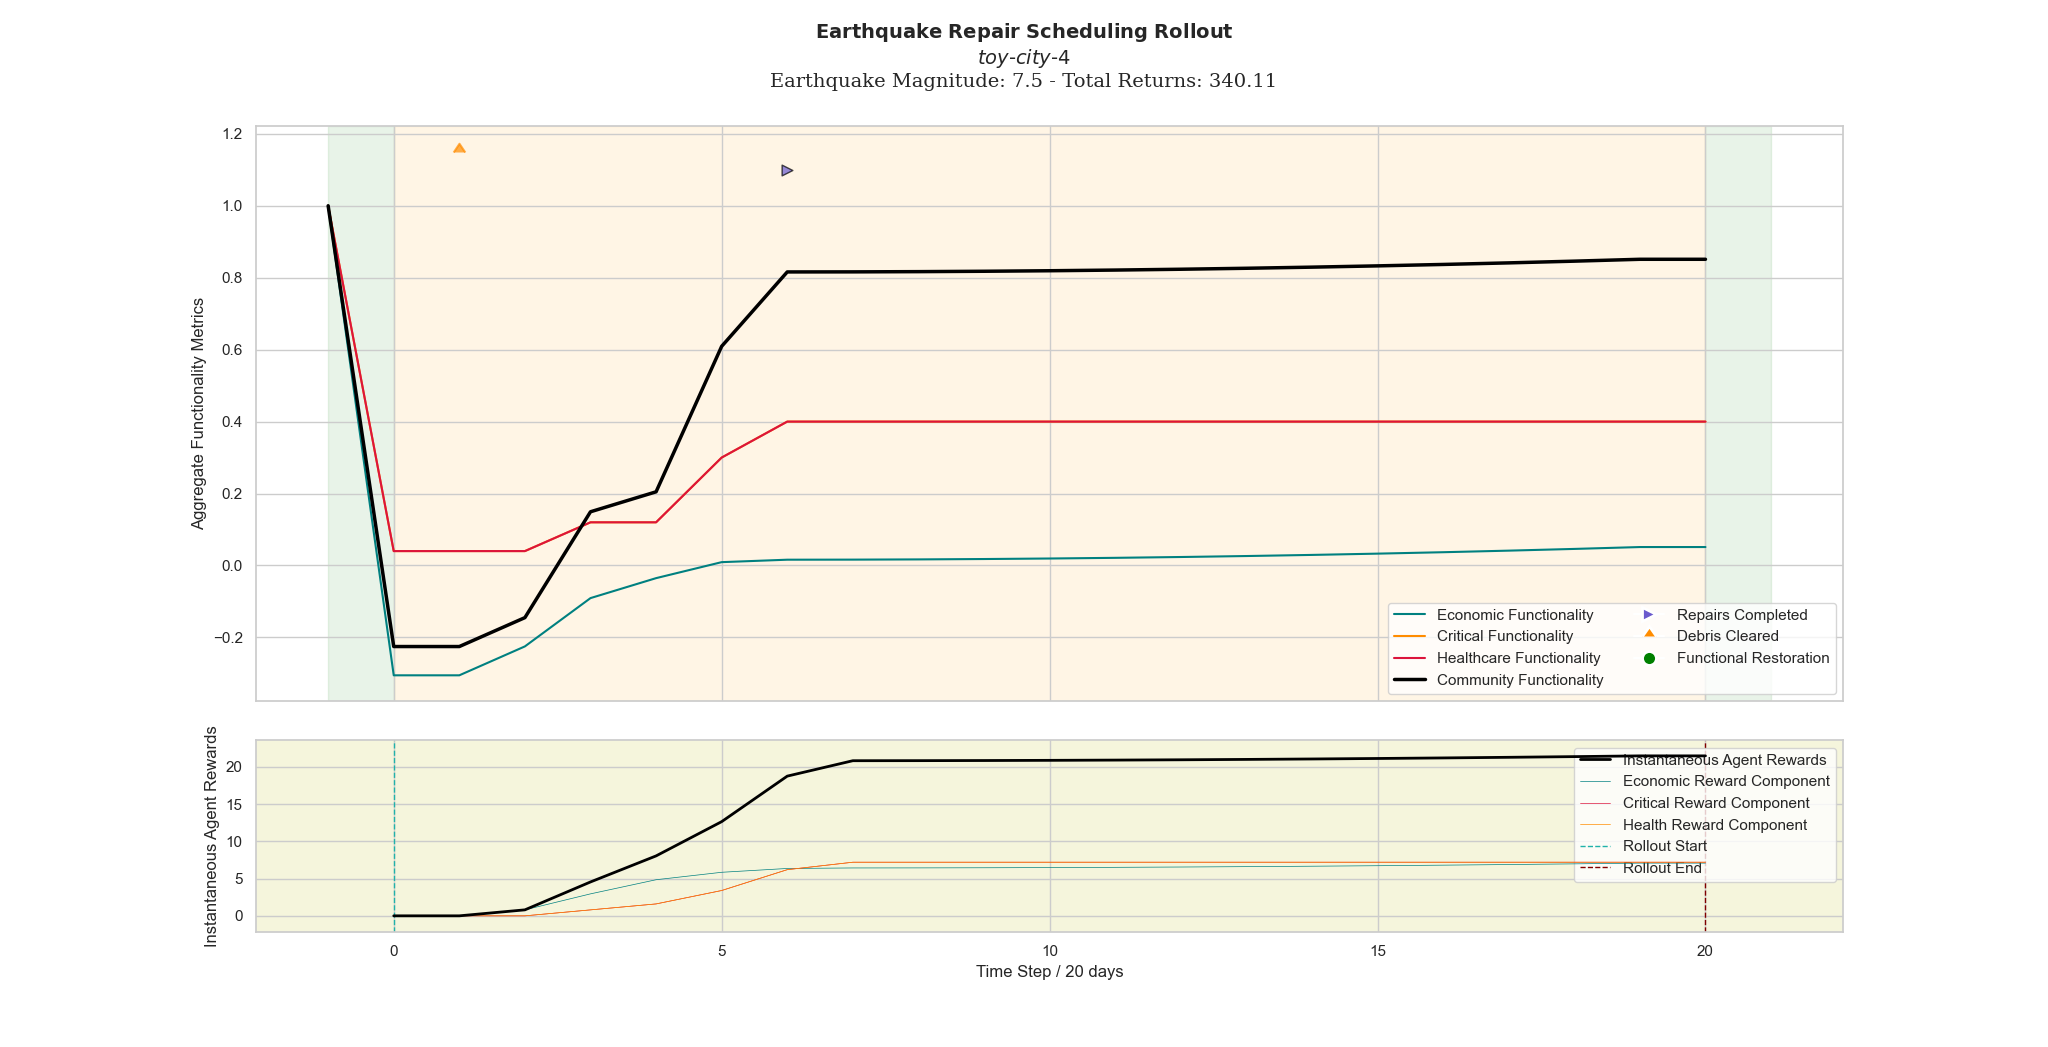 Earthquake Repair Scheduling Rollout
toy-city-4
Earthquake Magnitude: 7.5 - Total Returns: 340.11
Aggregate Functionality Metrics
1.2
1.0
0.8
0.6
0.4
0.2
0.0
−0.2
Economic Functionality
Critical Functionality
Healthcare Functionality
Community Functionality
Repairs Completed
Debris Cleared
Functional Restoration
Instantaneous Agent Rewards
20
15
10
5
0
Instantaneous Agent Rewards
Economic Reward Component
Critical Reward Component
Health Reward Component
Rollout Start
Rollout End
0 5 10 15 20
Time Step / 20 days